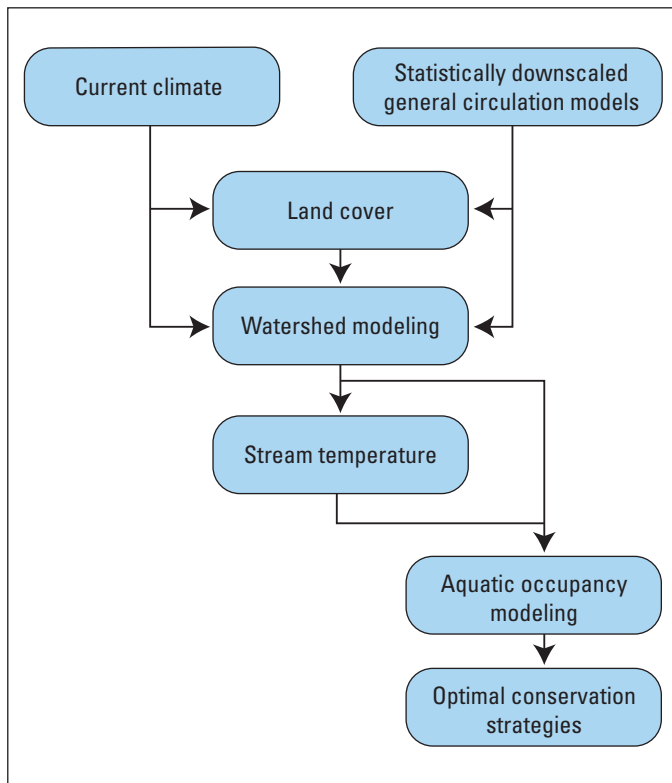 Current climate
Statistically downscaled
general circulation models
Land cover
Watershed modeling
Stream temperature
Aquatic occupancy
modeling
Optimal conservation
strategies